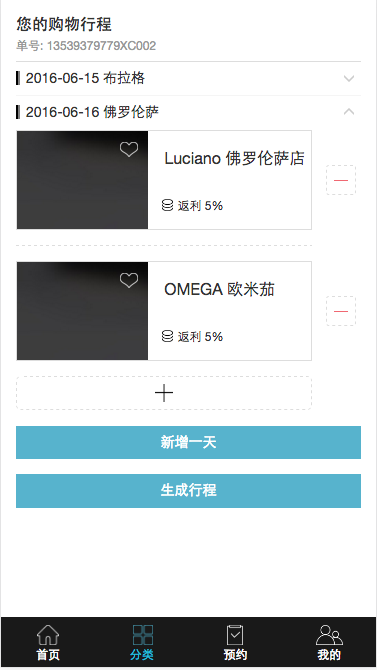 您的购物行程
单号: 13539379779XC002
2016-06-15 布拉格
2016-06-16 佛罗伦萨
Luciano 佛罗伦萨店
返利 5%
OMEGA 欧米茄
返利 5%
新增一天
生成行程
首页 分类 预约 我的